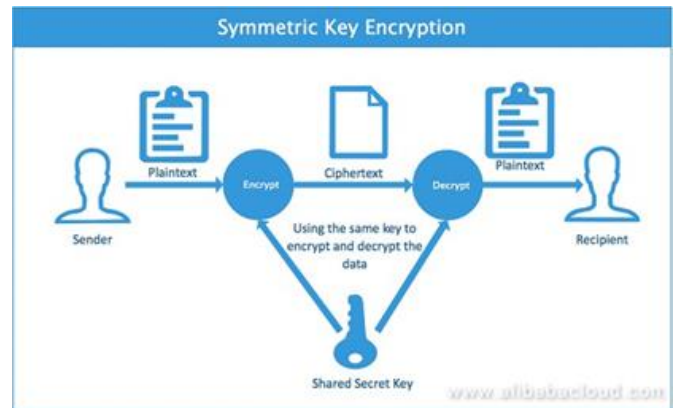 Symmetric Key Encryption
Plaintext
Ciphertext
Plaintext
Encrypt
Decrypt
Sender
Using the same key to
encrypt and decrypt the
data
Recipient
Shared Secret Key
www.alibabacloud.com